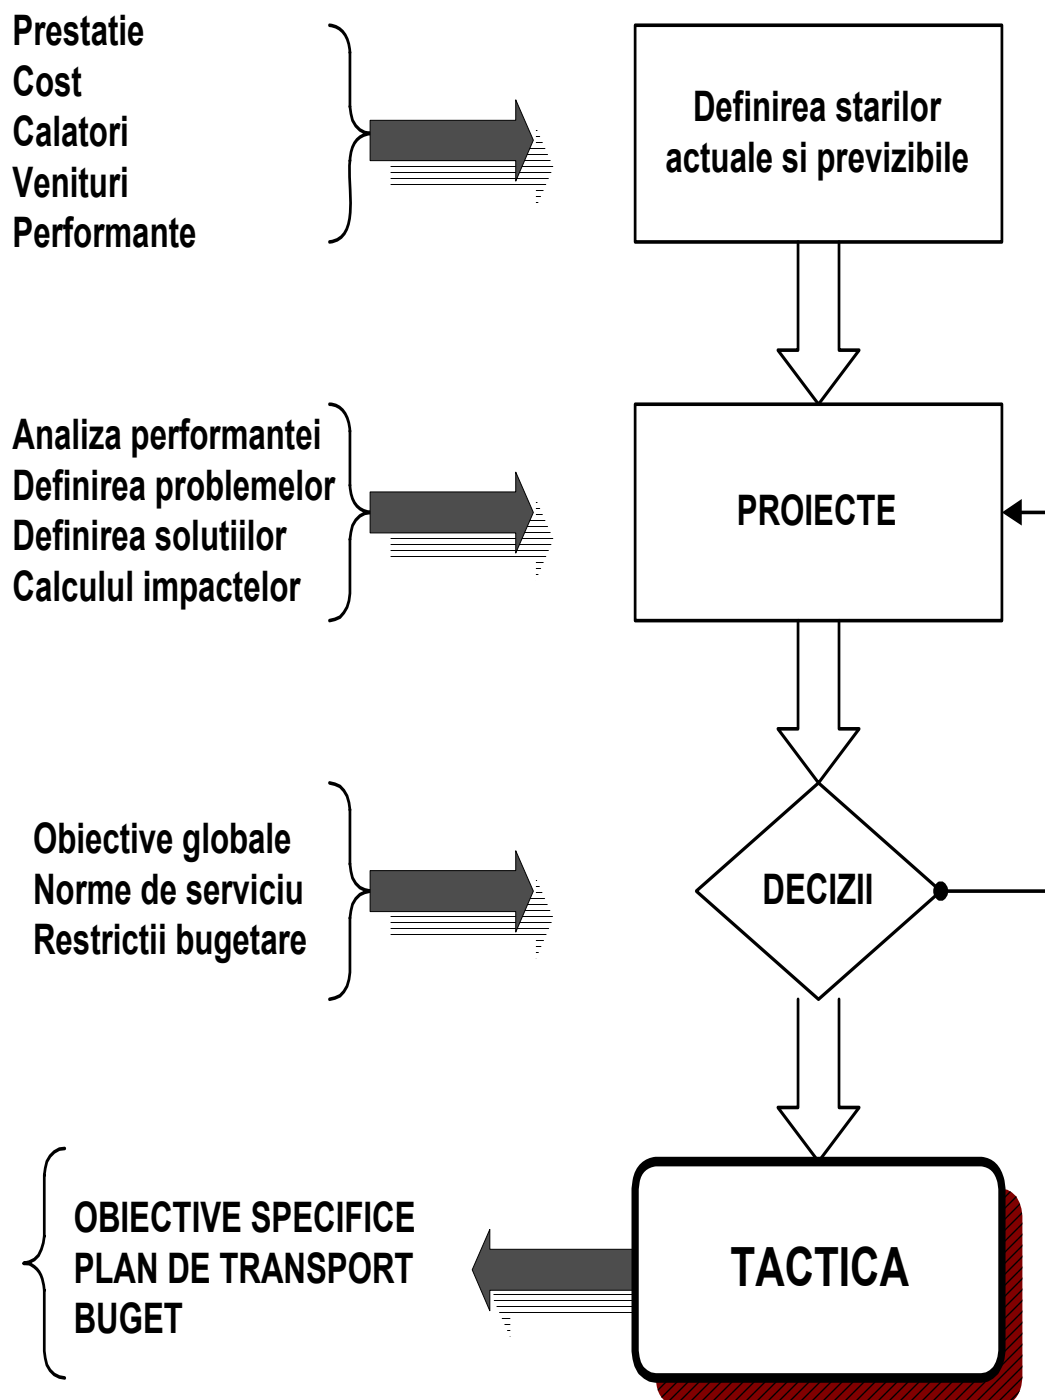 Prestatie
Cost
Calatori
Venituri
Performante
Definirea starilor
actuale si previzibile
Analiza performantei
Definirea problemelor
Definirea solutiilor
Calculul impactelor
PROIECTE
Obiective globale
Norme de serviciu
Restrictii bugetare
DECIZII
OBIECTIVE SPECIFICE
PLAN DE TRANSPORT
BUGET
TACTICA